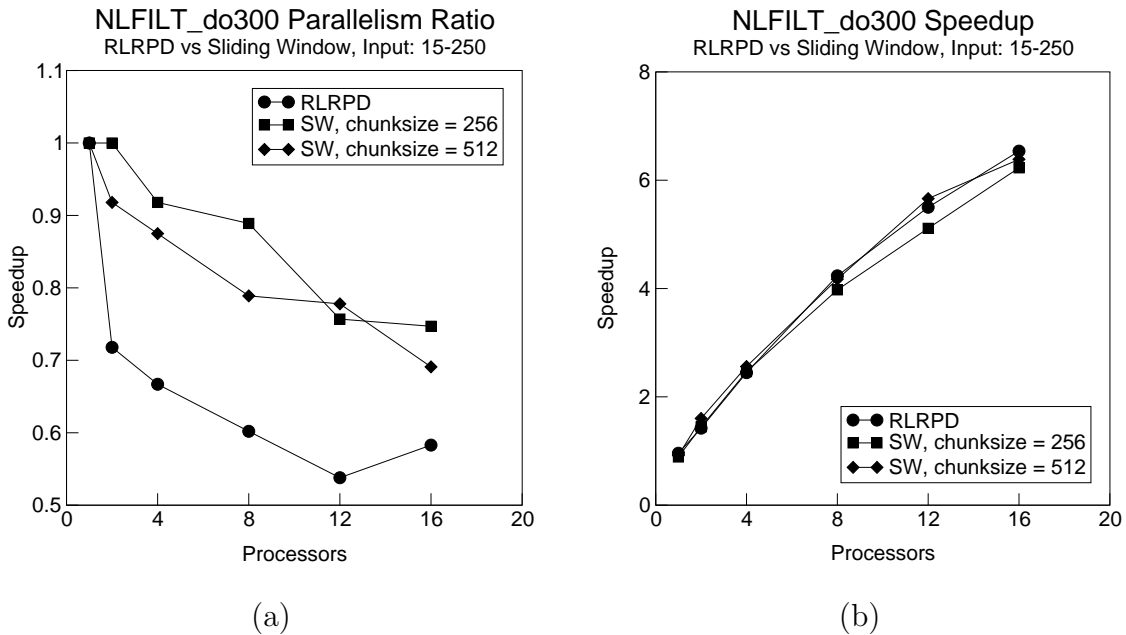 NLFILT_do300 Parallelism Ratio
RLRPD vs Sliding Window, Input: 15-250
1.1
1
0.9
0.8
0.7
0.6
0.5
Speedup
RLRPD
SW, chunksize = 256
SW, chunksize = 512
0 4 8 12 16 20
Processors
(a)
NLFILT_do300 Speedup
RLRPD vs Sliding Window, Input: 15-250
8
6
4
2
0
Speedup
RLRPD
SW, chunksize = 256
SW, chunksize = 512
0 4 8 12 16 20
Processors
(b)